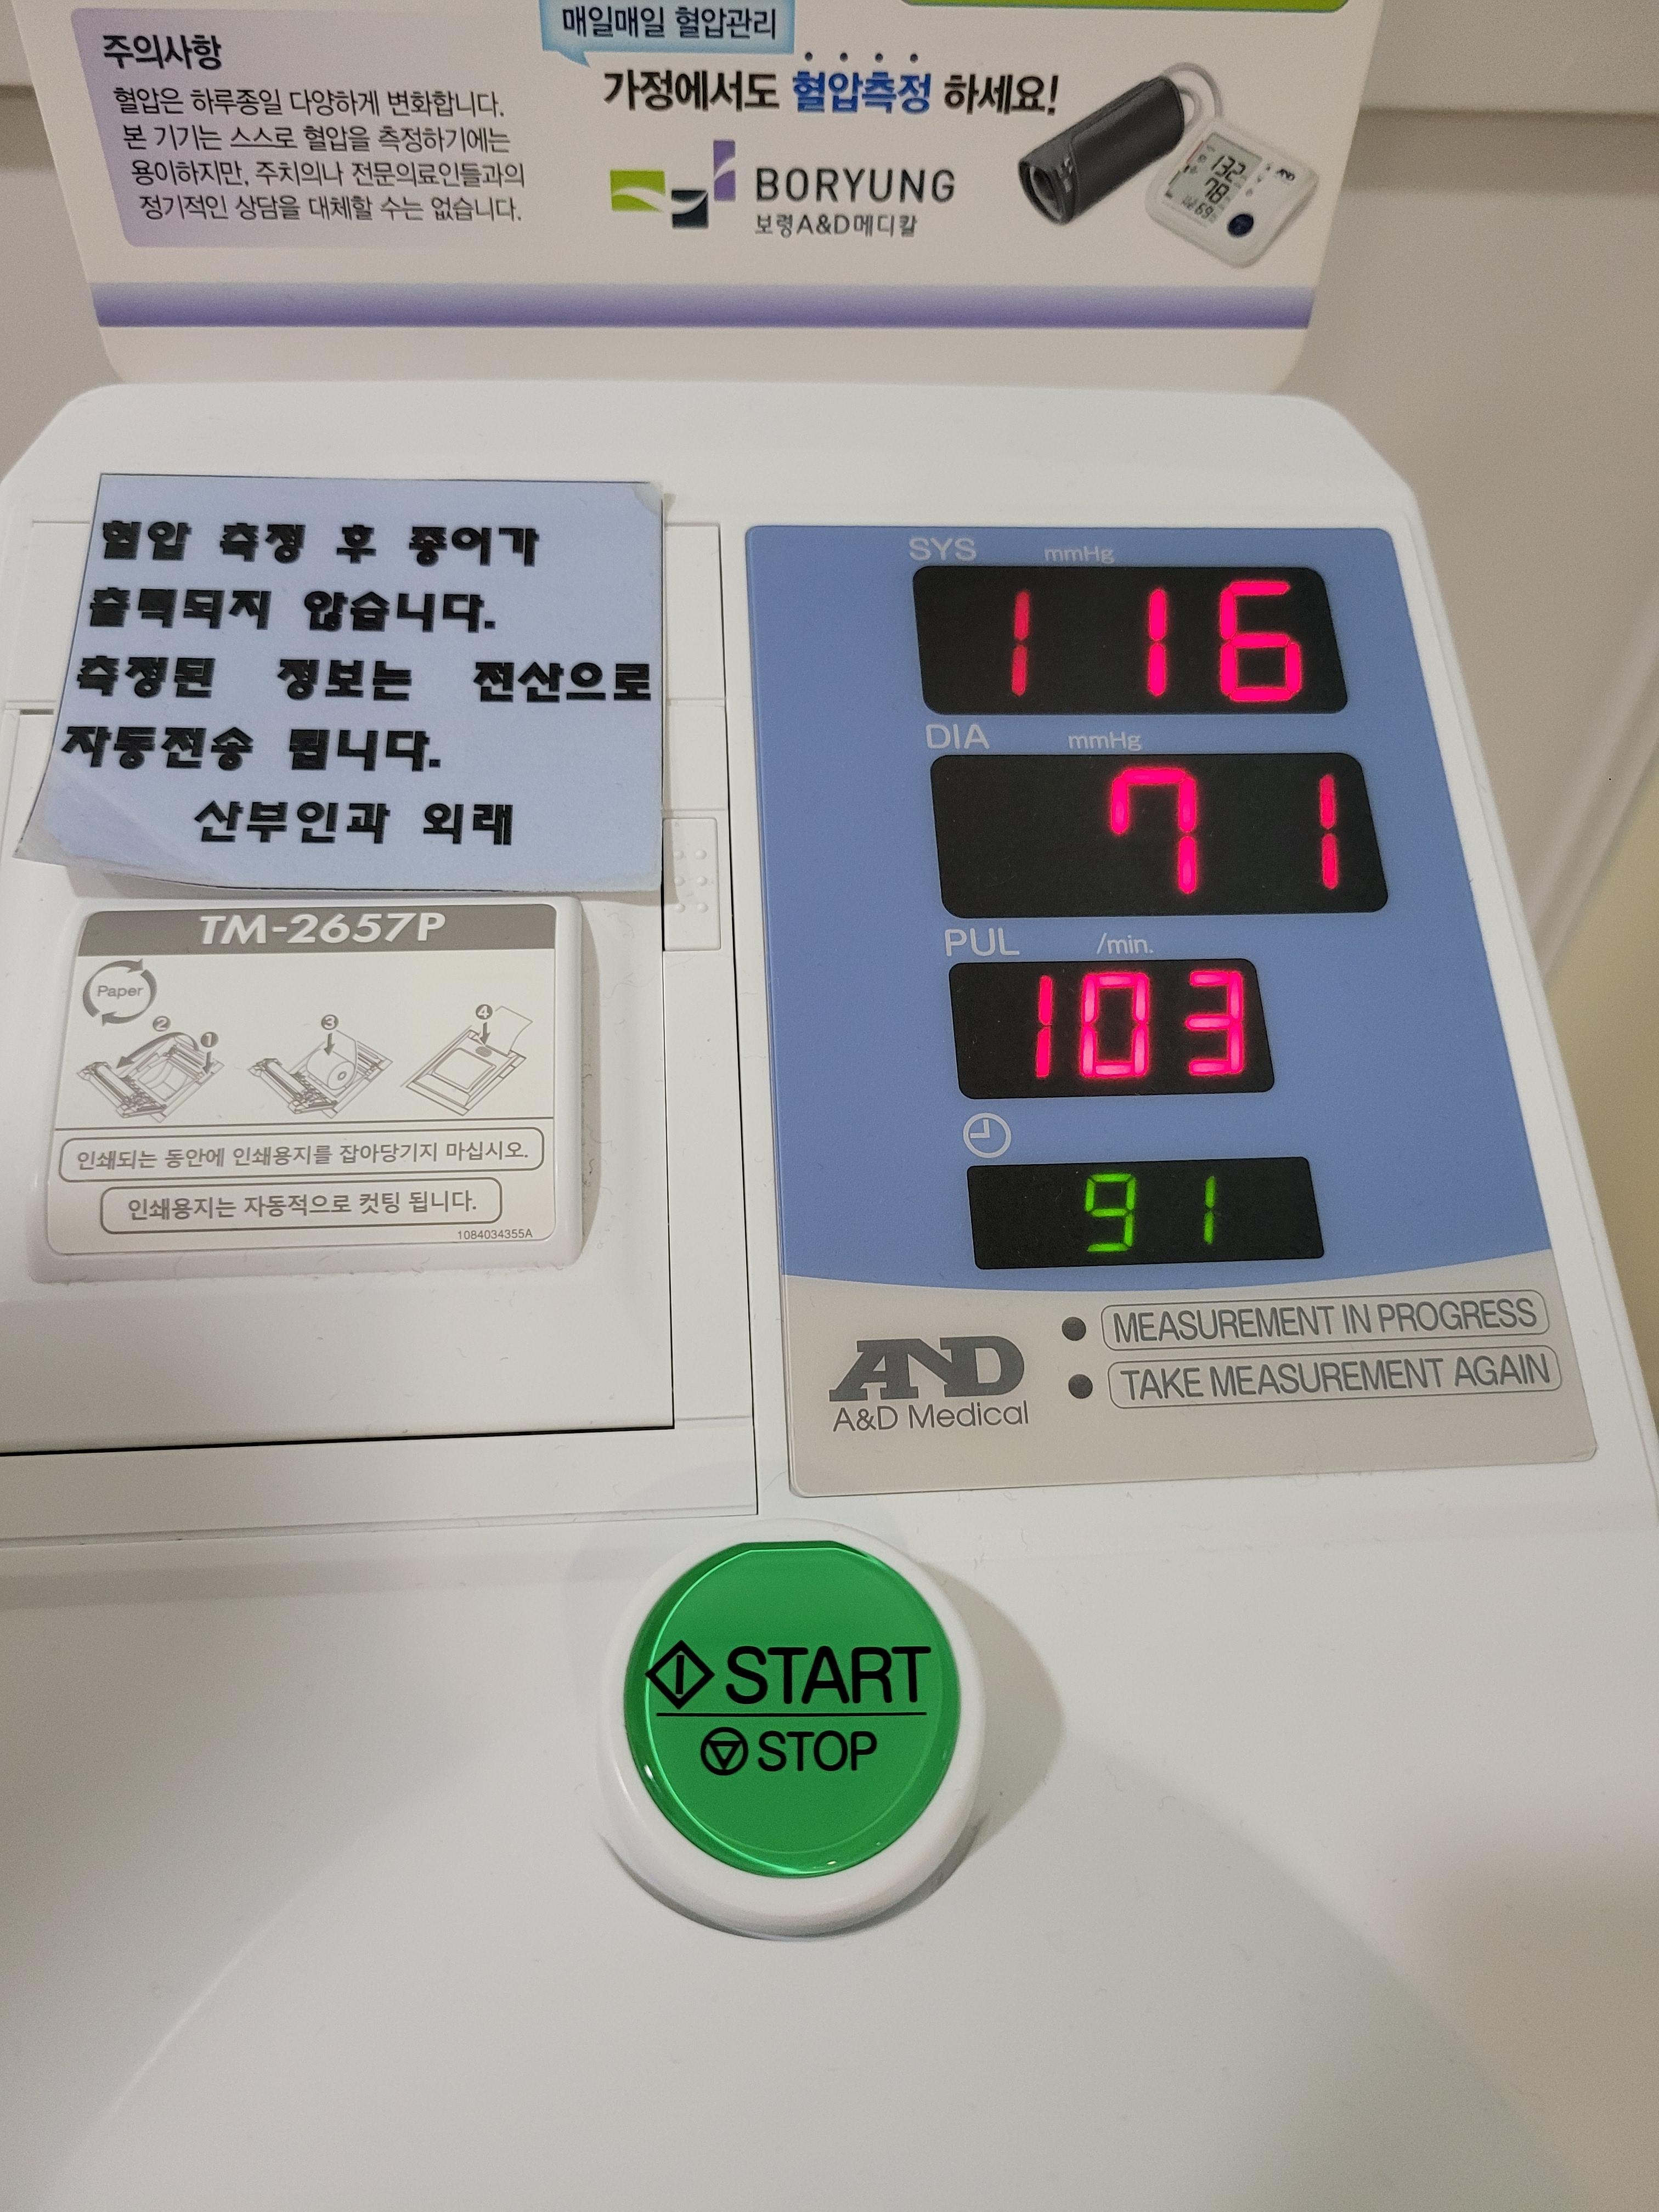 매일매일 혈압관리
가정에서도 혈압측정 하세요!
주의사항
혈압은 하루종일 다양하게 변화합니다.
본 기기는 스스로 혈압을 측정하기에는
용이하지만, 주치의나 전문의료인들과의
정기적인 상담을 대체할 수는 없습니다.
BORYUNG
보령A&D메디칼
132
78
69
AND
혈압 측정 후 종이가
출력되지 않습니다.
측정된 정보는 전산으로
자동전송 됩니다.
산부인과 외래
TM-2657P
Paper
2
1
3
4
인쇄되는 동안에 인쇄용지를 잡아당기지 마십시오.
인쇄용지는 자동적으로 컷팅 됩니다.
1084034355A
SYS mmHg
116
DIA mmHg
71
PUL /min.
103
91
AND
A&D Medical
MEASUREMENT IN PROGRESS
TAKE MEASUREMENT AGAIN
START
STOP